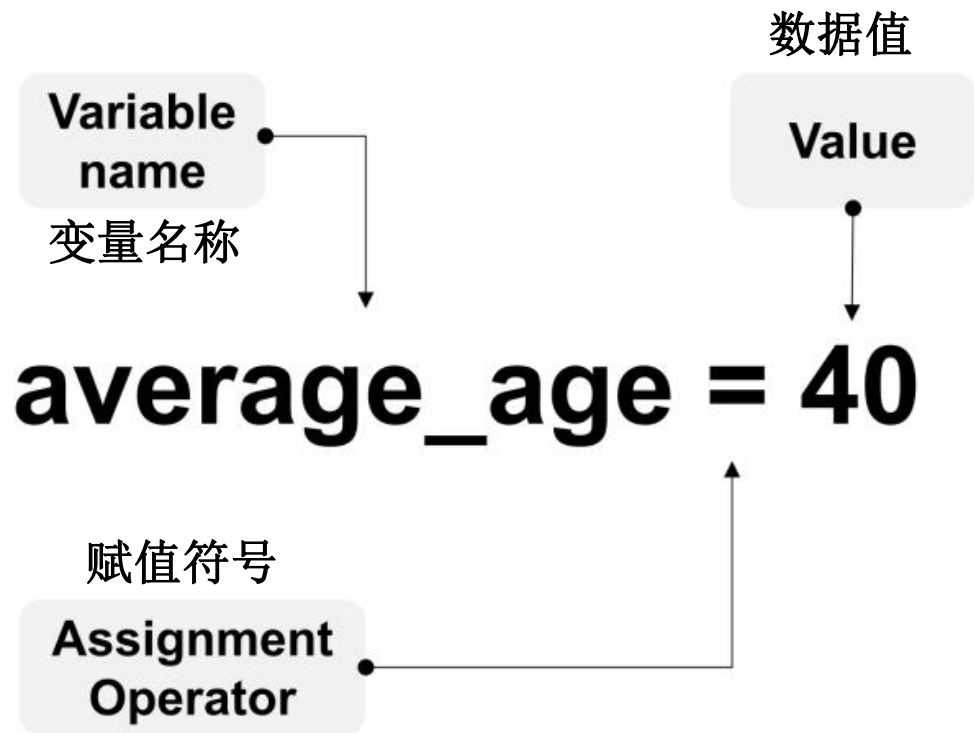 数据值
Variable
name
Value
变量名称
average_age = 40
赋值符号
Assignment
Operator